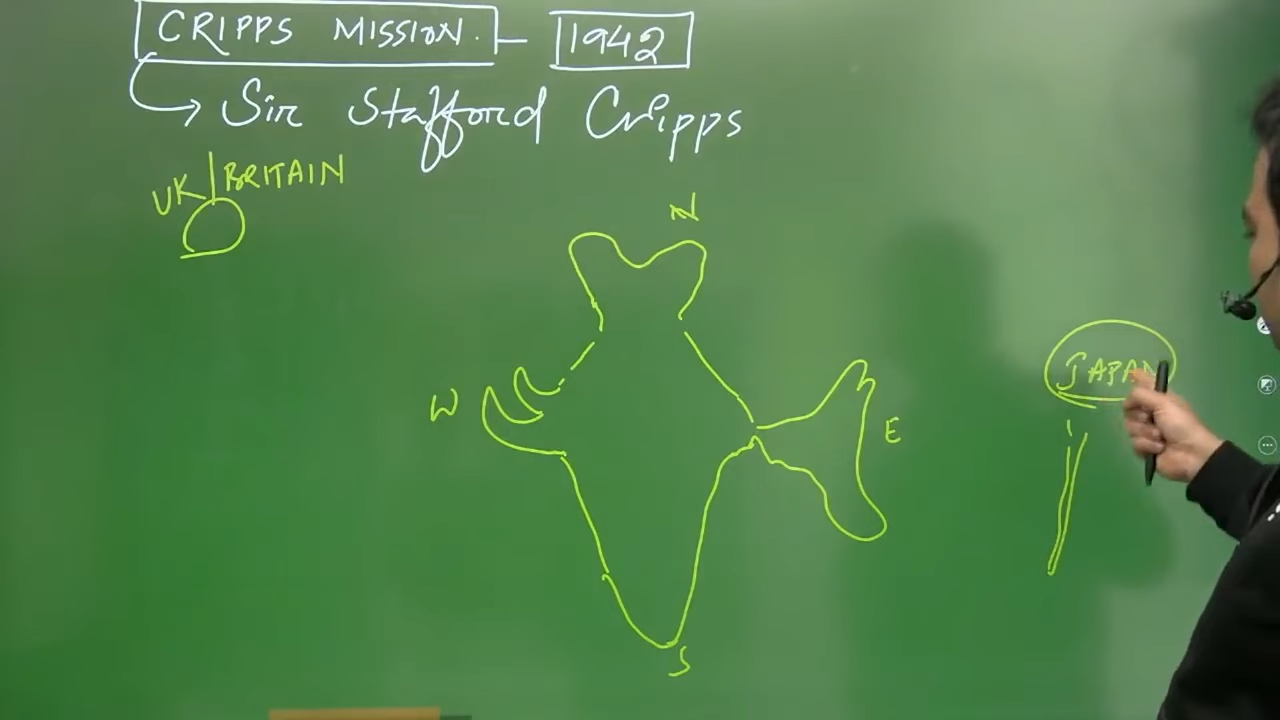 CRIPPS MISSION. - 1942
→ Sir Stafford Cripps
UK | BRITAIN
N
W
E
JAPAN
S